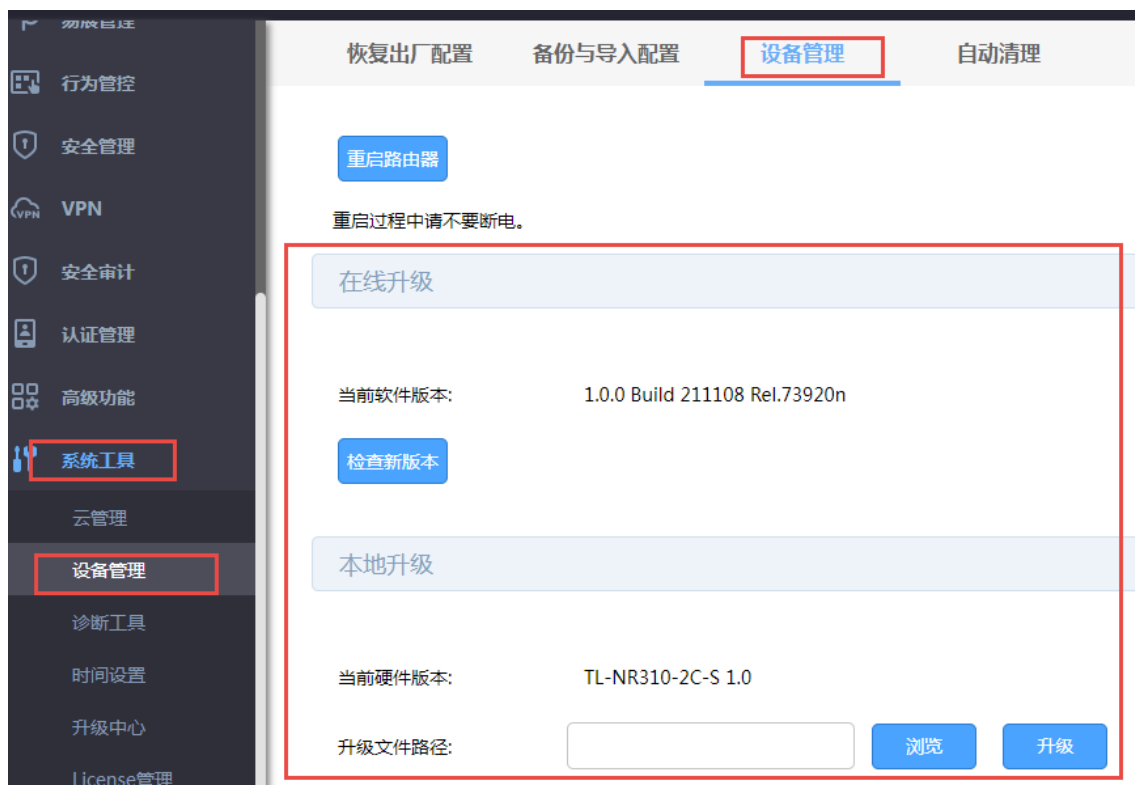 易展管理
行为管控
安全管理
VPN
VPN
安全审计
认证管理
高级功能
系统工具
云管理
设备管理
诊断工具
时间设置
升级中心
License管理
恢复出厂配置 备份与导入配置 设备管理 自动清理
重启路由器
重启过程中请不要断电。
在线升级
当前软件版本: 1.0.0 Build 211108 Rel.73920n
检查新版本
本地升级
当前硬件版本: TL-NR310-2C-S 1.0
升级文件路径: 浏览 升级